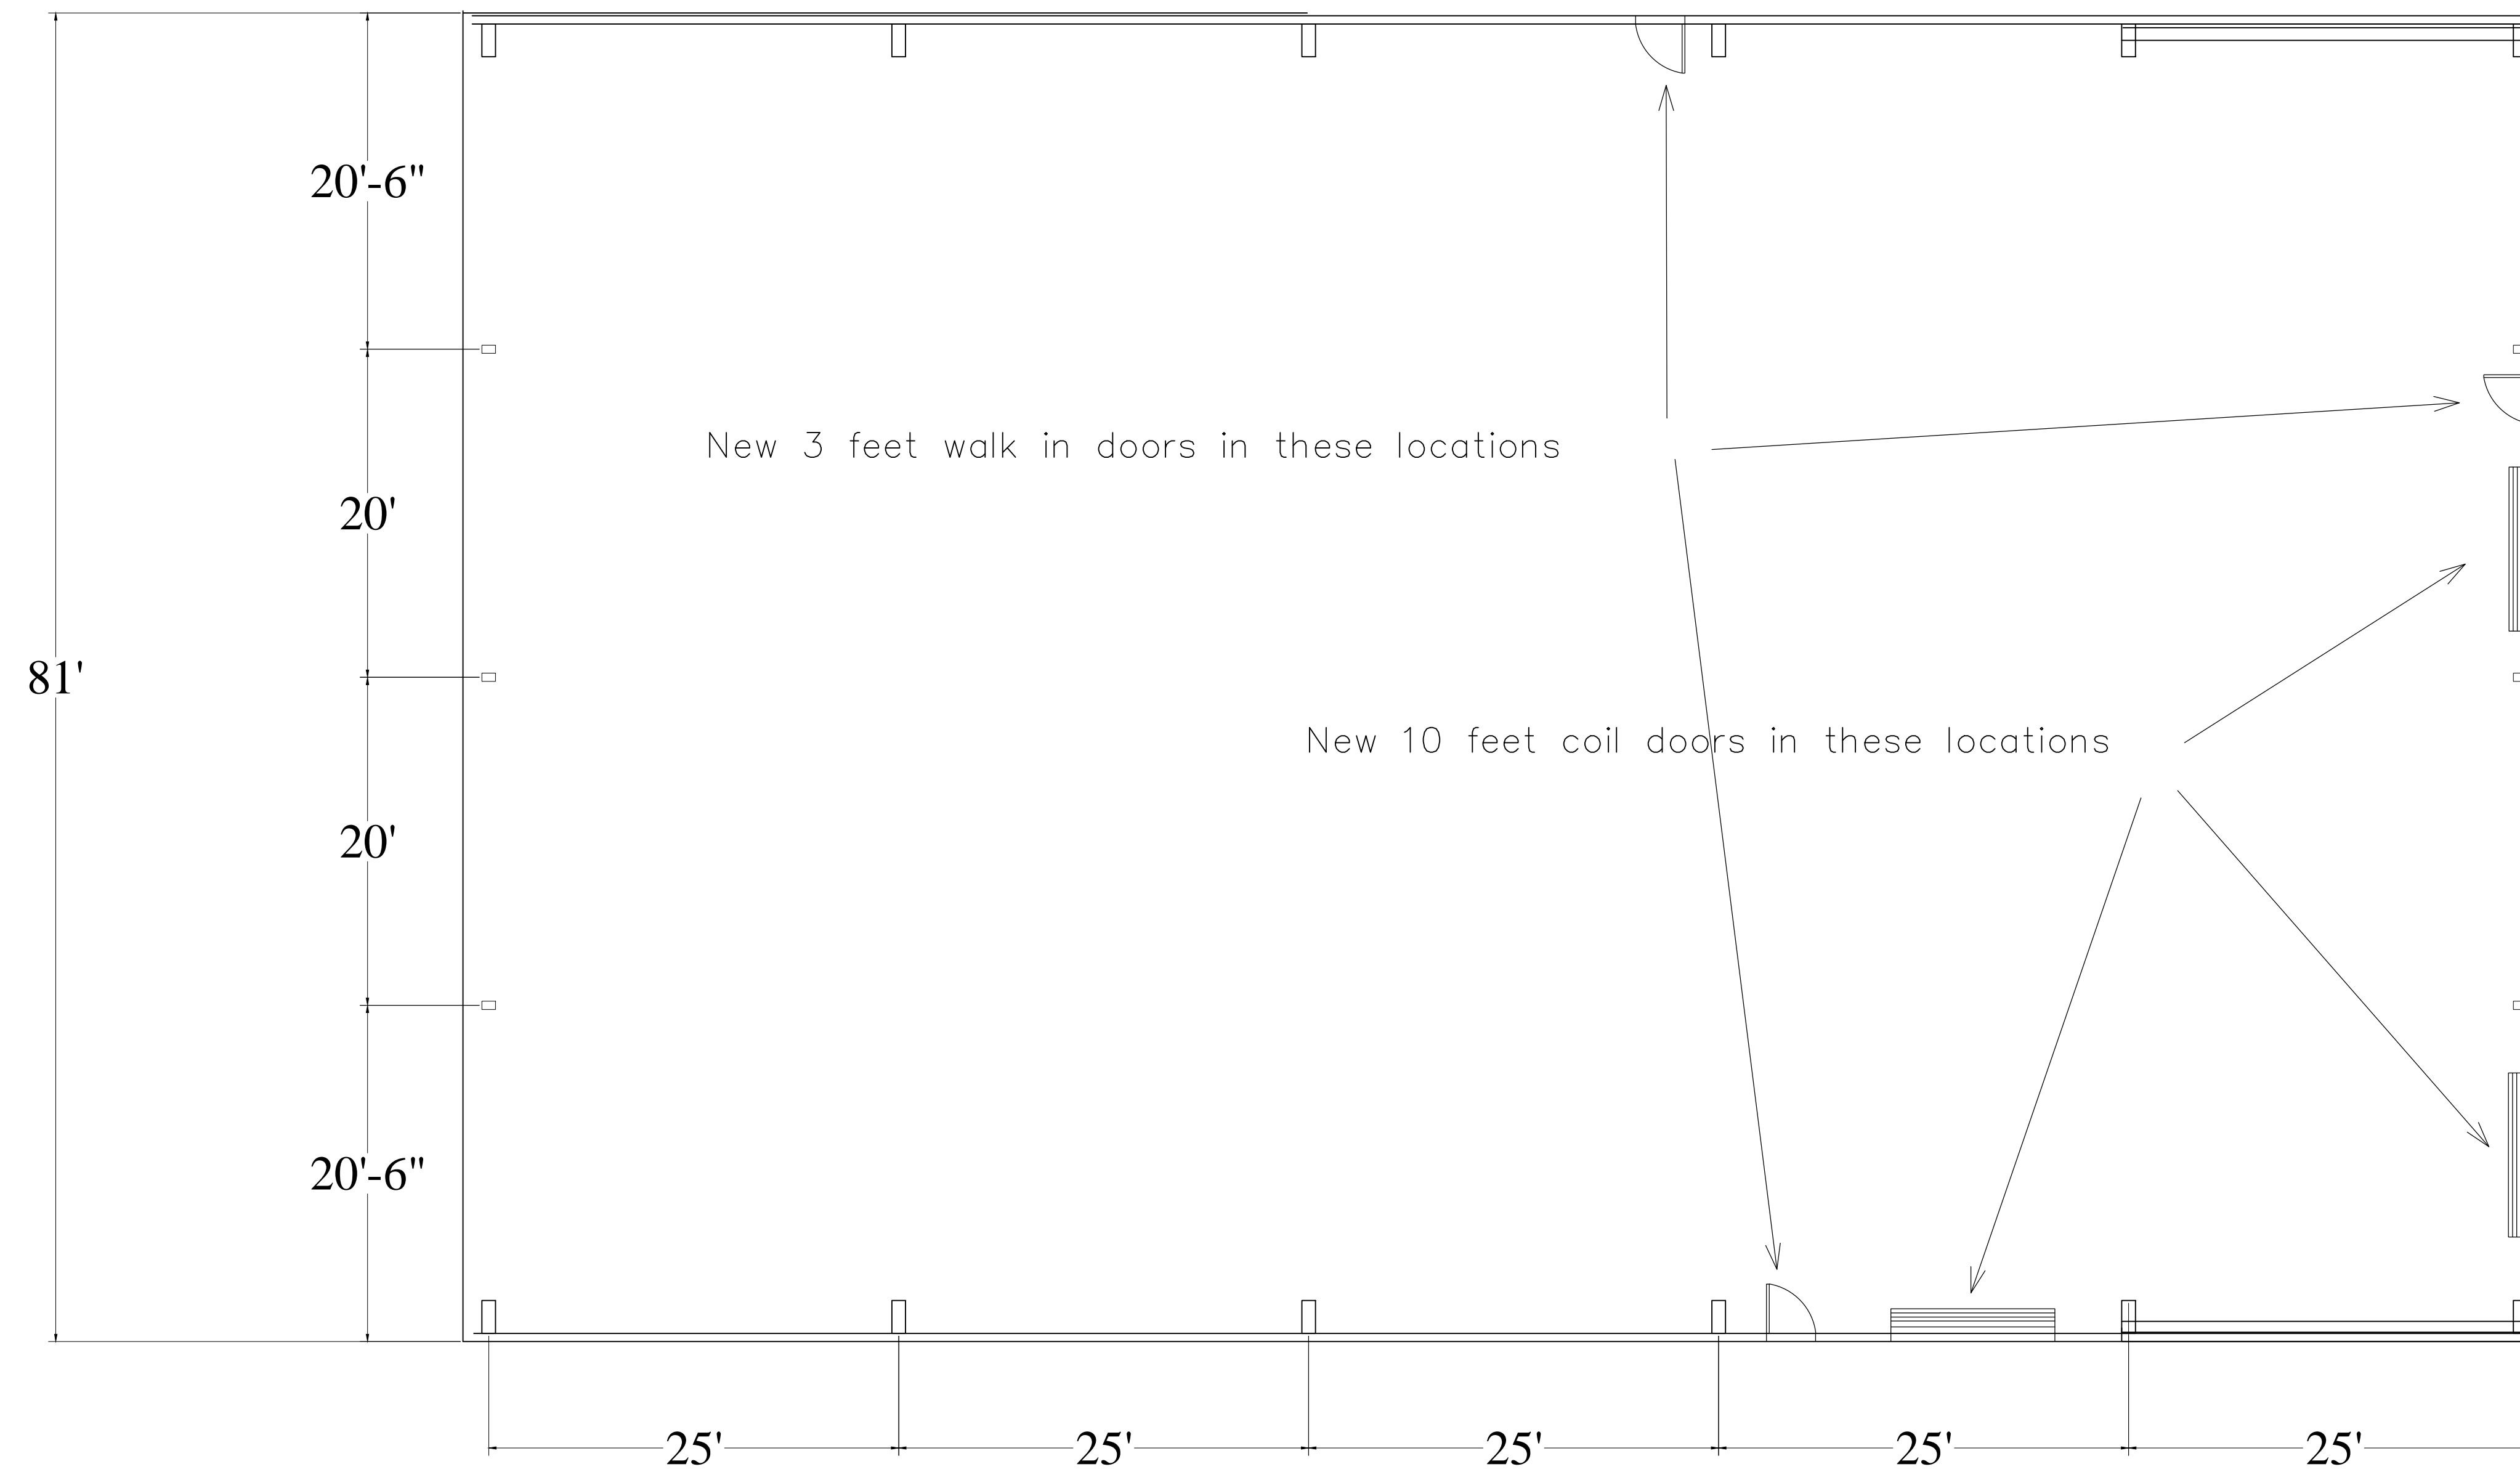 20'-6"
New 3 feet walk in doors in these locations
20'
81'
New 10 feet coil doors in these locations
20'
20'-6"
25' 25' 25' 25' 25'